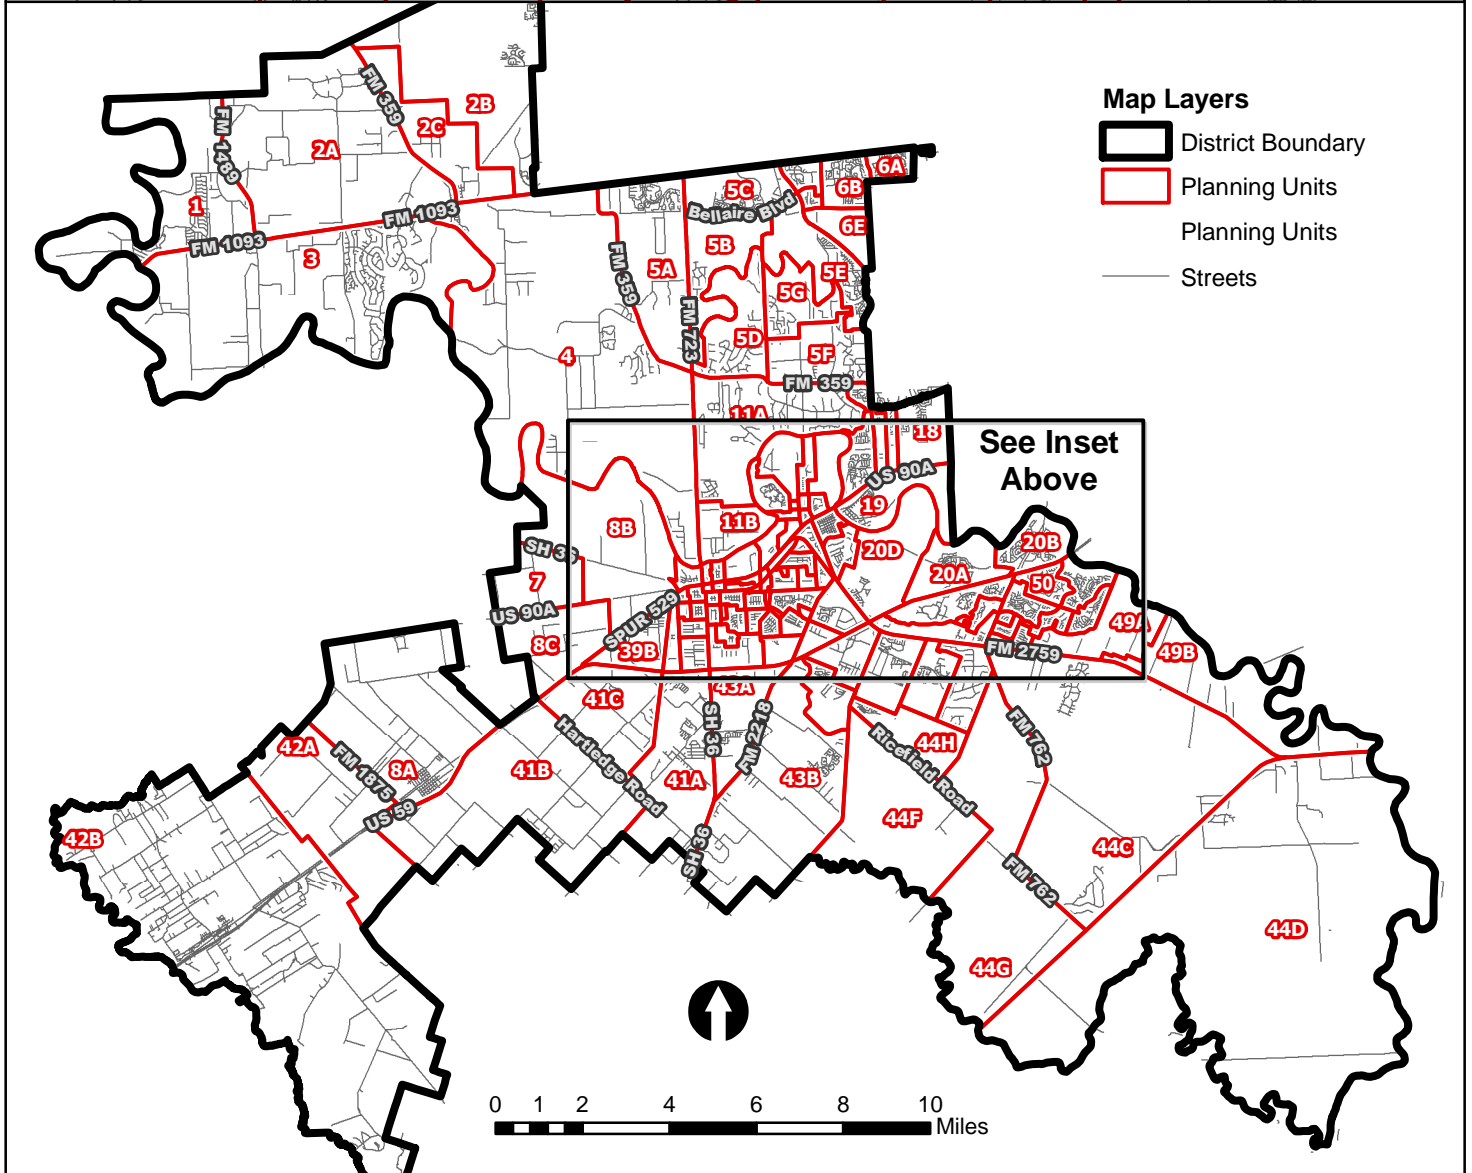 Map Layers
District Boundary
Planning Units
Planning Units
Streets
FM 359
2B
2C
FM 1489
2A
1
FM 1093
FM 1093
3
6A
6B
5C
Bellaire Blvd
6E
5B
FM 359
5A
5E
5G
FM 723
5D
5F
4
FM 359
11A
18
See Inset
Above
US 90A
19
8B
11B
SH 36
20D
20B
20A
7
50
US 90A
SPUR 529
49A
8C
39B
FM 2759
49B
43A
41C
SH 36
FM 2218
FM 762
Hartledge Road
Ricefield Road
44H
42A
FM 1875
8A
41B
41A
43B
US 59
44F
42B
SH 36
44C
FM 762
44D
44G
0 1 2 4 6 8 10
Miles